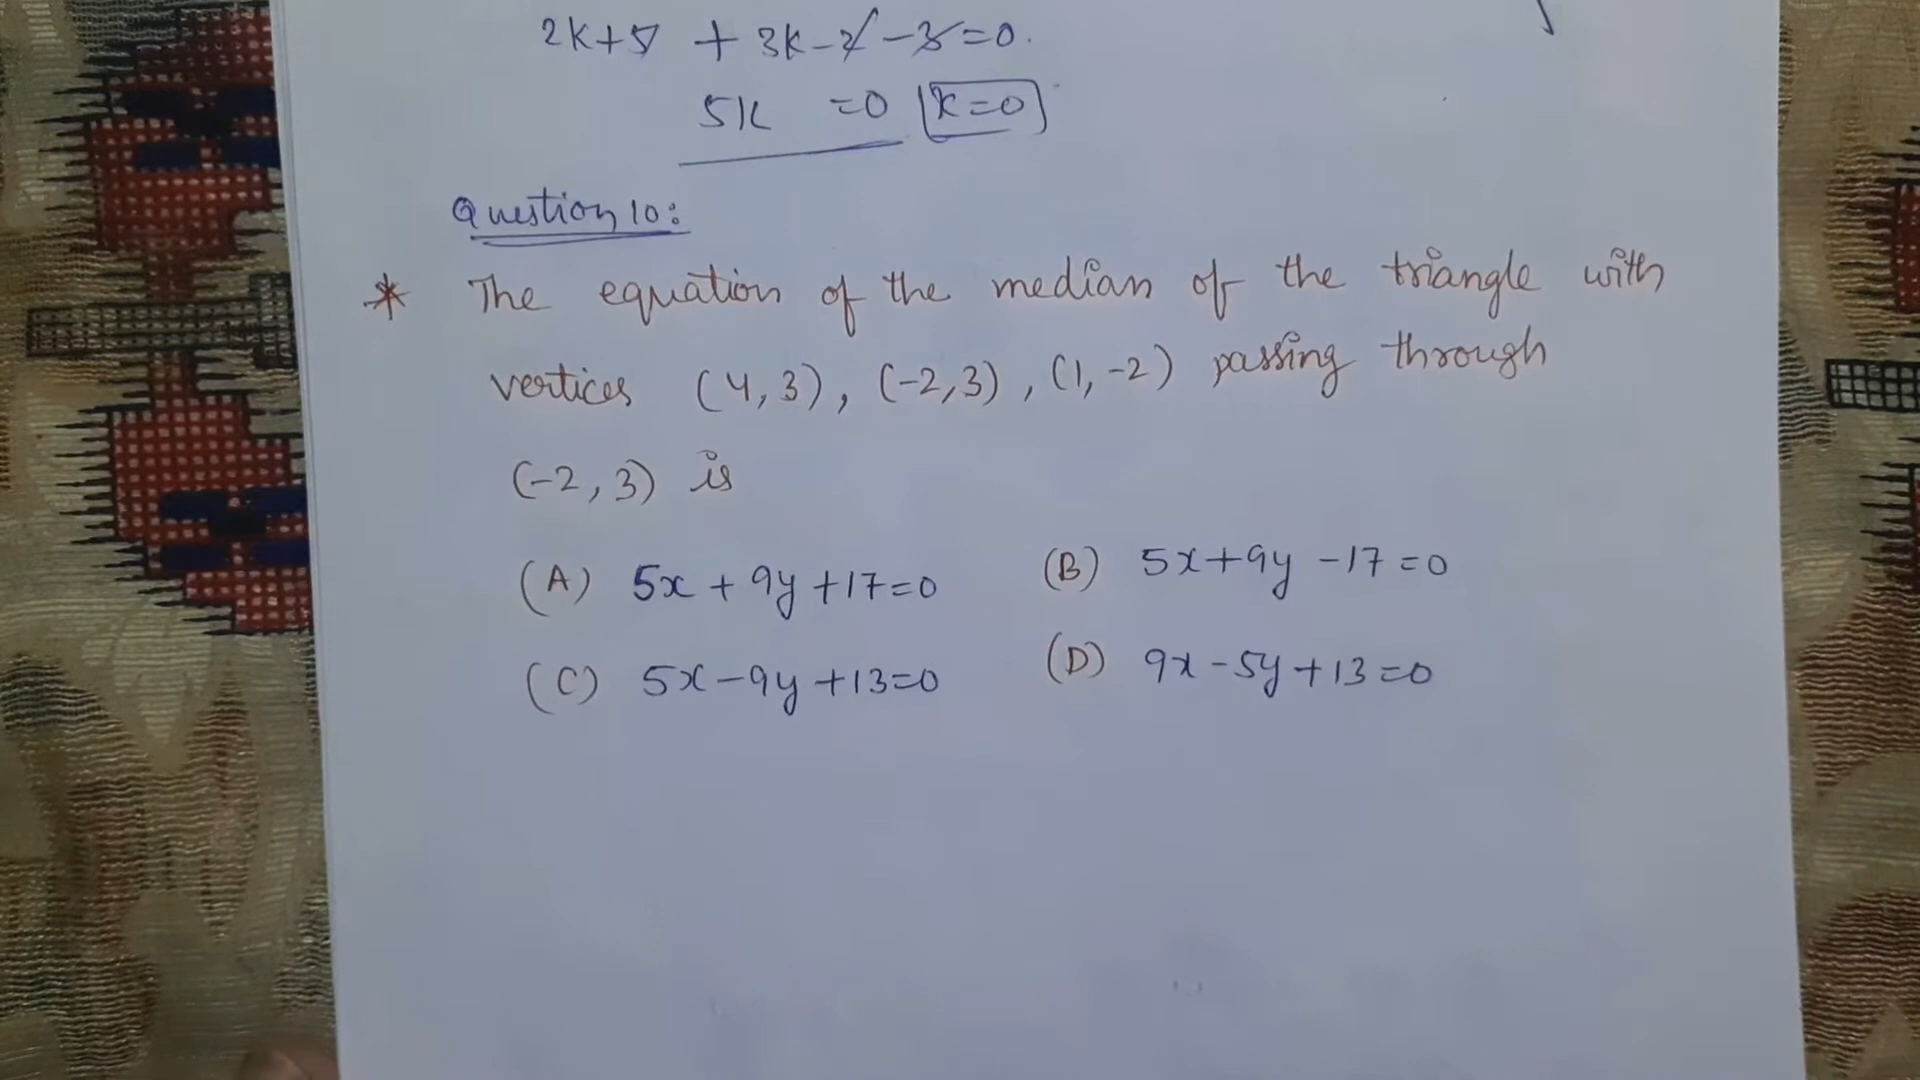 2k+5 + 3k-2-3=0.
5k =0 k=0
Question 10:
* The equation of the median of the triangle with
vertices (4,3), (-2,3), (1,-2) passing through
(-2,3) is
(A) 5x+9y+17=0 (B) 5x+9y-17=0
(C) 5x-9y+13=0 (D) 9x-5y+13=0